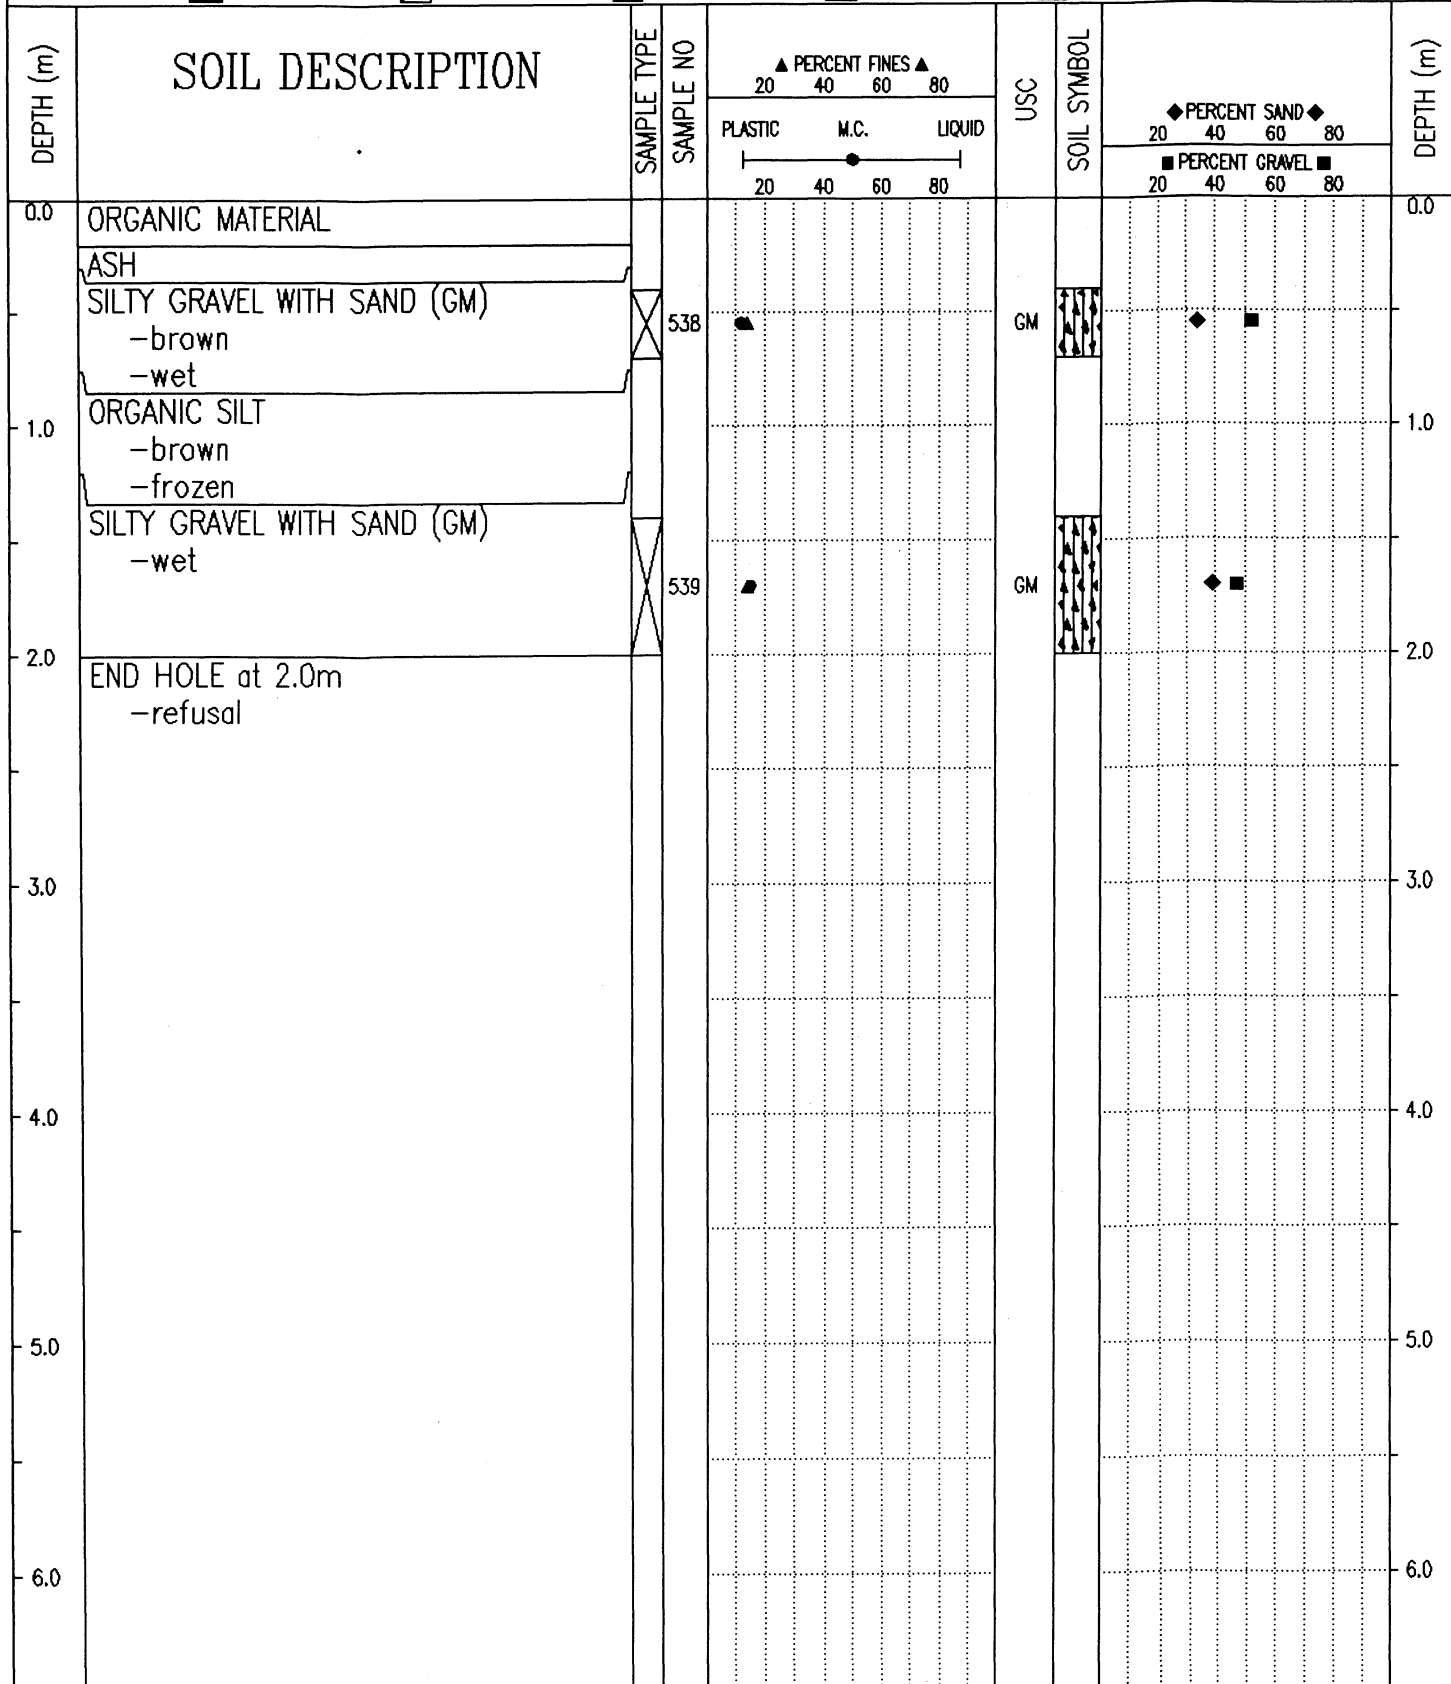 DEPTH (m)
SOIL DESCRIPTION
SAMPLE TYPE
SAMPLE NO
▲ PERCENT FINES ▲
20 40 60 80
PLASTIC M.C. LIQUID
20 40 60 80
USC
SOIL SYMBOL
◆PERCENT SAND◆
20 40 60 80
■ PERCENT GRAVEL ■
20 40 60 80
DEPTH (m)
0.0 0.0
ORGANIC MATERIAL
ASH
SILTY GRAVEL WITH SAND (GM)
538 GM
-brown
-wet
ORGANIC SILT
1.0 1.0
-brown
-frozen
SILTY GRAVEL WITH SAND (GM)
-wet
539 GM
2.0 2.0
END HOLE at 2.0m
-refusal
3.0 3.0
4.0 4.0
5.0 5.0
6.0 6.0